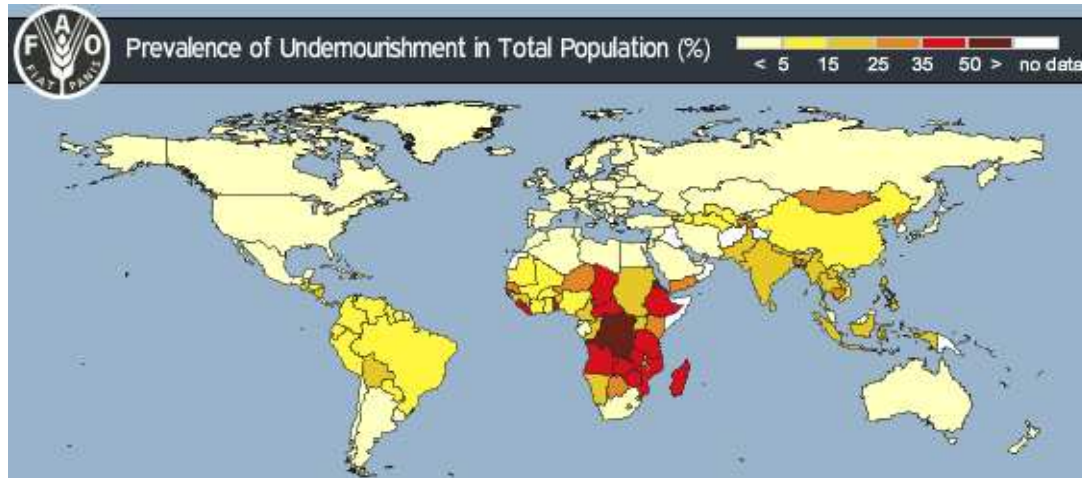 F A O
FIAT PANIS
Prevalence of Undernourishment in Total Population (%)
< 5 15 25 35 50 > no data